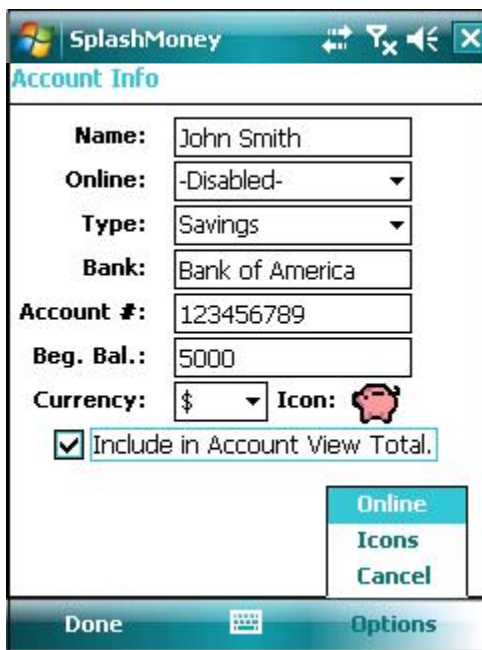 SplashMoney
Account Info
Name: John Smith
Online: -Disabled-
Type: Savings
Bank: Bank of America
Account #: 123456789
Beg. Bal.: 5000
Currency: $ Icon:
Include in Account View Total.
Online
Icons
Cancel
Done Options